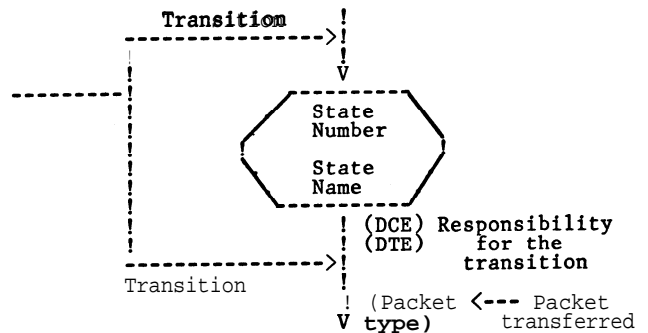 Transition
State
Number
State
Name
(DCE) Responsibility
(DTE) for the
transition
Transition
(Packet <--- Packet
V type) transferred
V